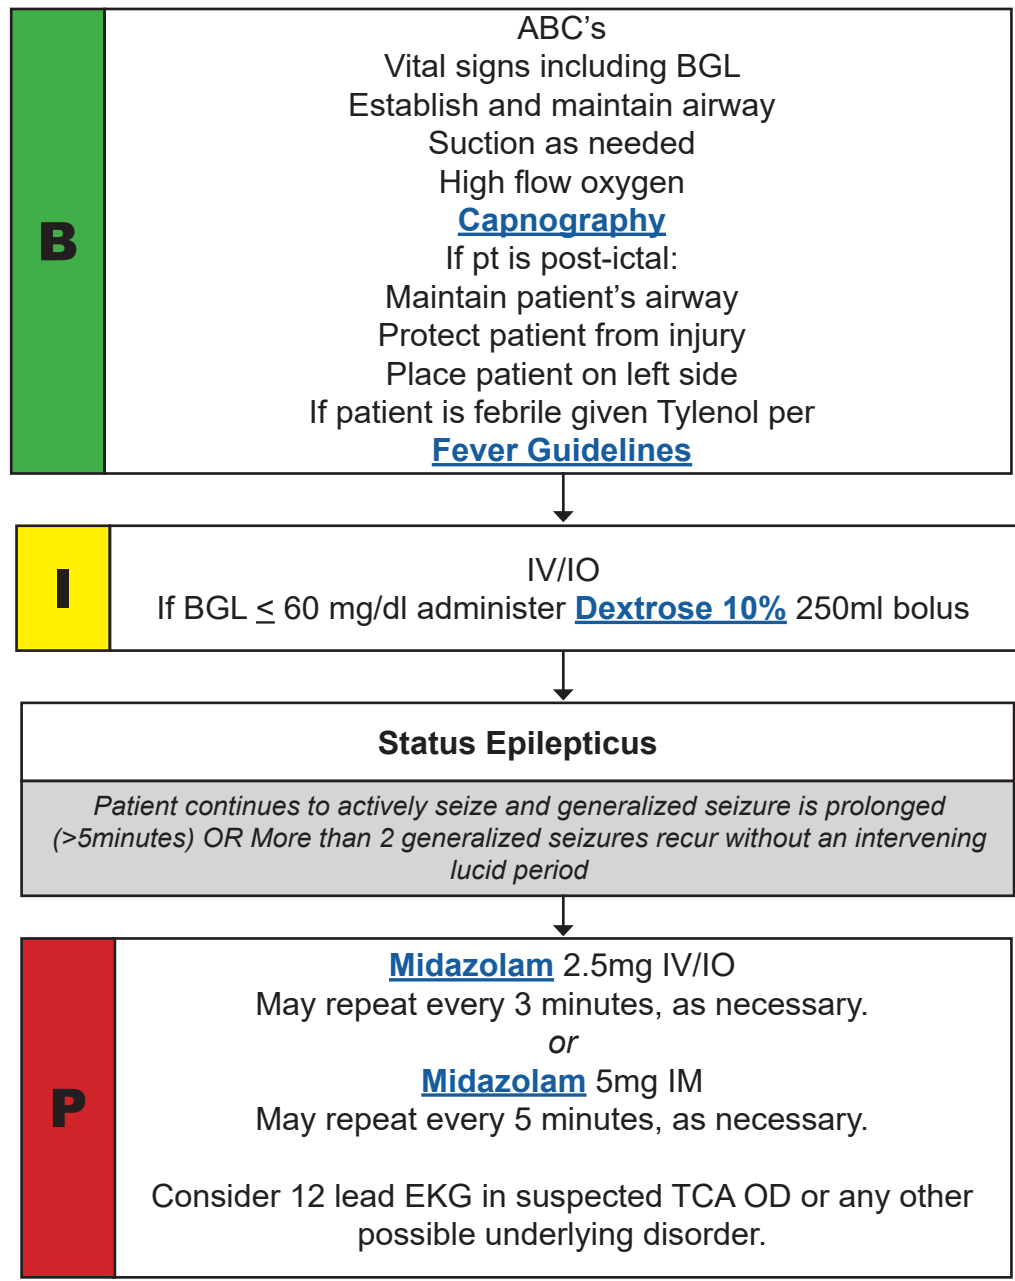 B
ABC’s
Vital signs including BGL
Establish and maintain airway
Suction as needed
High flow oxygen
Capnography
If pt is post-ictal:
Maintain patient’s airway
Protect patient from injury
Place patient on left side
If patient is febrile given Tylenol per
Fever Guidelines
I
IV/IO
If BGL ≤ 60 mg/dl administer Dextrose 10% 250ml bolus
Status Epilepticus
Patient continues to actively seize and generalized seizure is prolonged
(>5minutes) OR More than 2 generalized seizures recur without an intervening
lucid period
P
Midazolam 2.5mg IV/IO
May repeat every 3 minutes, as necessary.
or
Midazolam 5mg IM
May repeat every 5 minutes, as necessary.
Consider 12 lead EKG in suspected TCA OD or any other
possible underlying disorder.